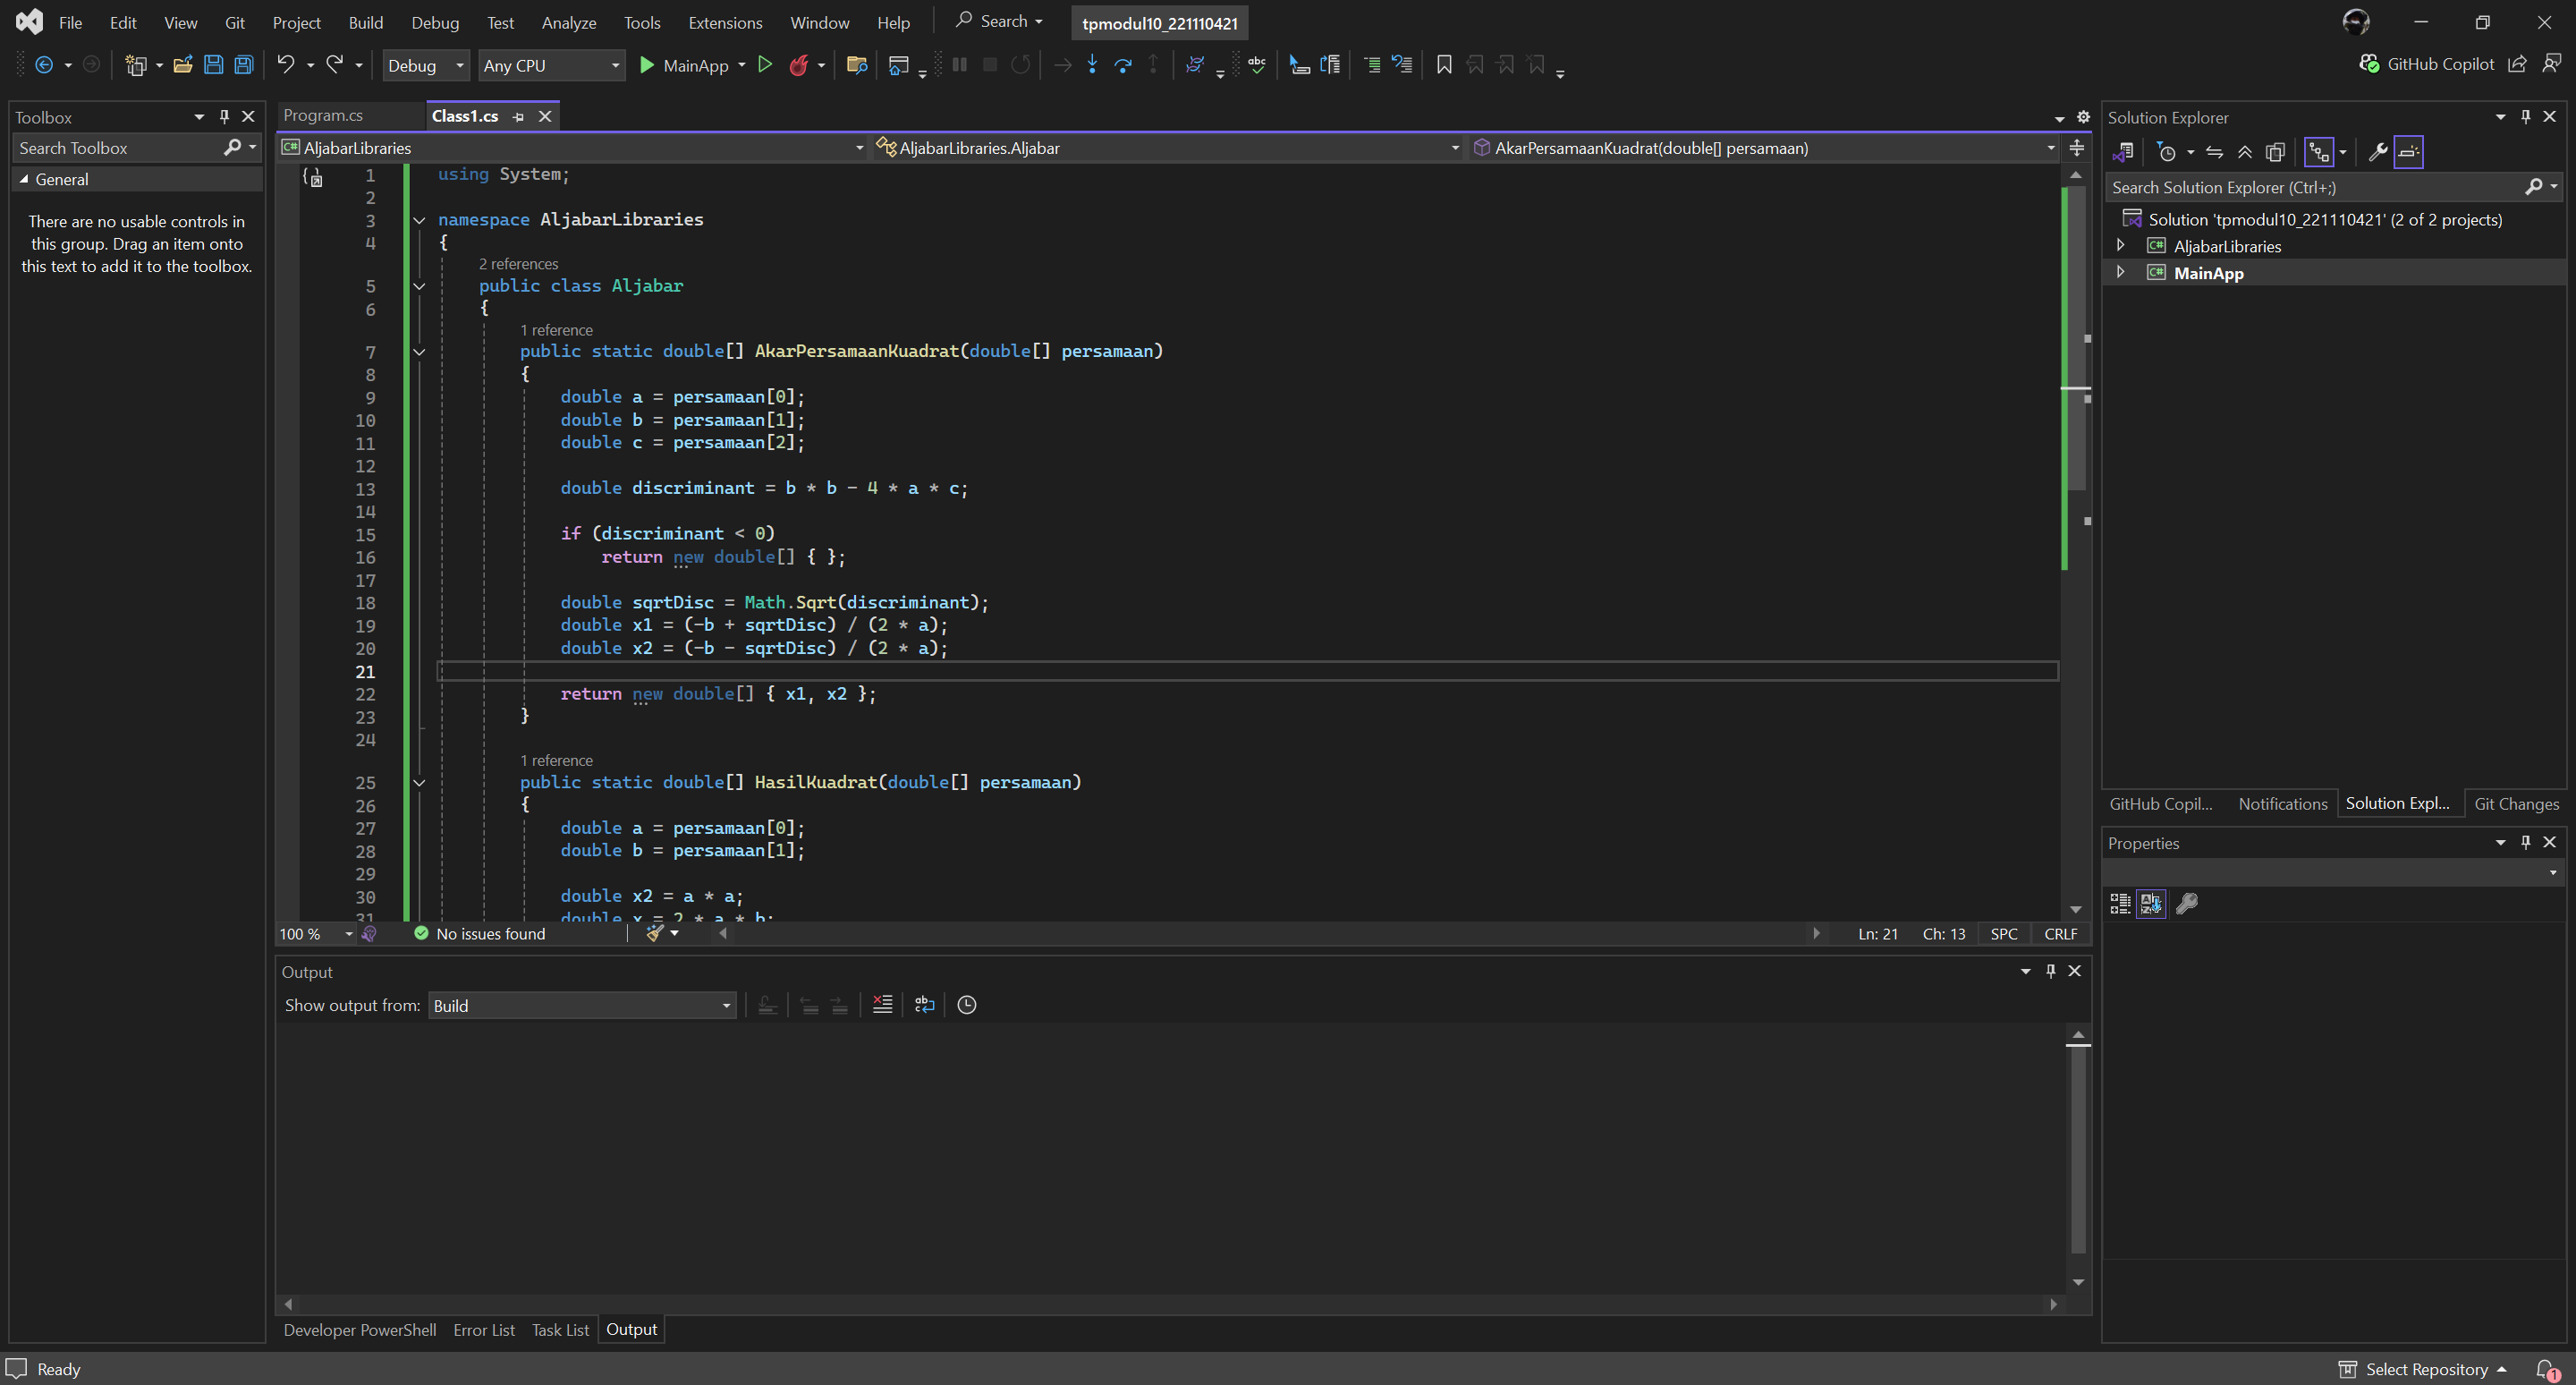 File Edit View Git Project Build Debug Test Analyze Tools Extensions Window Help Search tpmodul10_221110421
Debug Any CPU MainApp GitHub Copilot
Toolbox
Search Toolbox
General
There are no usable controls in
this group. Drag an item onto
this text to add it to the toolbox.
Program.cs Class1.cs
C# AljabarLibraries AljabarLibraries.Aljabar AkarPersamaanKuadrat(double[] persamaan)
1 using System;
2
3 namespace AljabarLibraries
4 {
2 references
5 public class Aljabar
6 {
1 reference
7 public static double[] AkarPersamaanKuadrat(double[] persamaan)
8 {
9 double a = persamaan[0];
10 double b = persamaan[1];
11 double c = persamaan[2];
12
13 double discriminant = b * b - 4 * a * c;
14
15 if (discriminant < 0)
16 return new double[] { };
17
18 double sqrtDisc = Math.Sqrt(discriminant);
19 double x1 = (-b + sqrtDisc) / (2 * a);
20 double x2 = (-b - sqrtDisc) / (2 * a);
21
22 return new double[] { x1, x2 };
23 }
24
1 reference
25 public static double[] HasilKuadrat(double[] persamaan)
26 {
27 double a = persamaan[0];
28 double b = persamaan[1];
29
30 double x2 = a * a;
31 double x = 2 * a * b;
100 % No issues found Ln: 21 Ch: 13 SPC CRLF
Output
Show output from: Build
Developer PowerShell Error List Task List Output
Solution Explorer
Search Solution Explorer (Ctrl+;)
Solution 'tpmodul10_221110421' (2 of 2 projects)
C# AljabarLibraries
C# MainApp
GitHub Copil... Notifications Solution Expl... Git Changes
Properties
Ready Select Repository 1